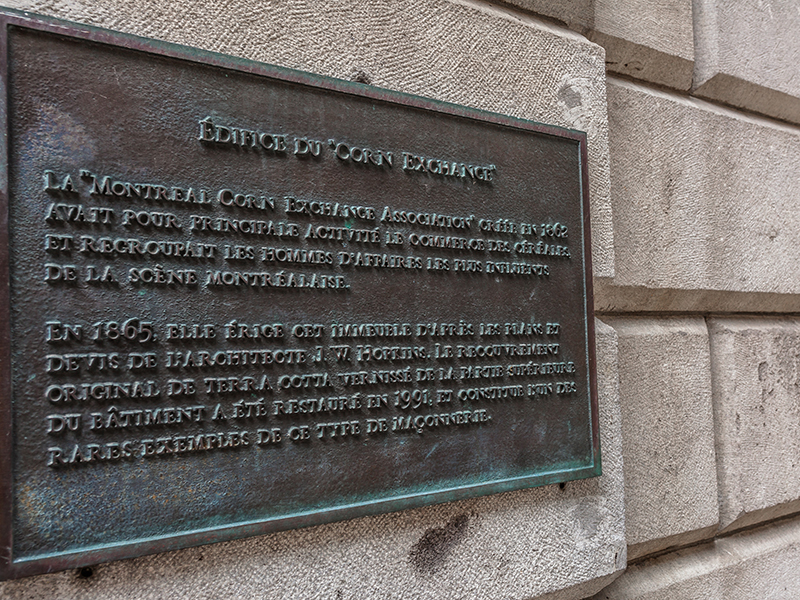 ÉDIFICE DU "CORN EXCHANGE"
LA "MONTREAL CORN EXCHANGE ASSOCIATION" CRÉÉE EN 1862
AVAIT POUR PRINCIPALE ACTIVITÉ LE COMMERCE DES CÉRÉALES
ET REGROUPAIT LES HOMMES D'AFFAIRES LES PLUS INFLUENTS
DE LA SCÈNE MONTRÉALAISE.
EN 1865, ELLE ÉRIGE CET IMMEUBLE D'APRÈS LES PLANS ET
DEVIS DE L'ARCHITECTE J. W. HOPKINS. LE RECOUVREMENT
ORIGINAL DE TERRA COTTA VERNISSÉ DE LA PARTIE SUPÉRIEURE
DU BÂTIMENT A ÉTÉ RESTAURÉ EN 1991, ET CONSTITUE L'UN DES
RARES EXEMPLES DE CE TYPE DE MAÇONNERIE.